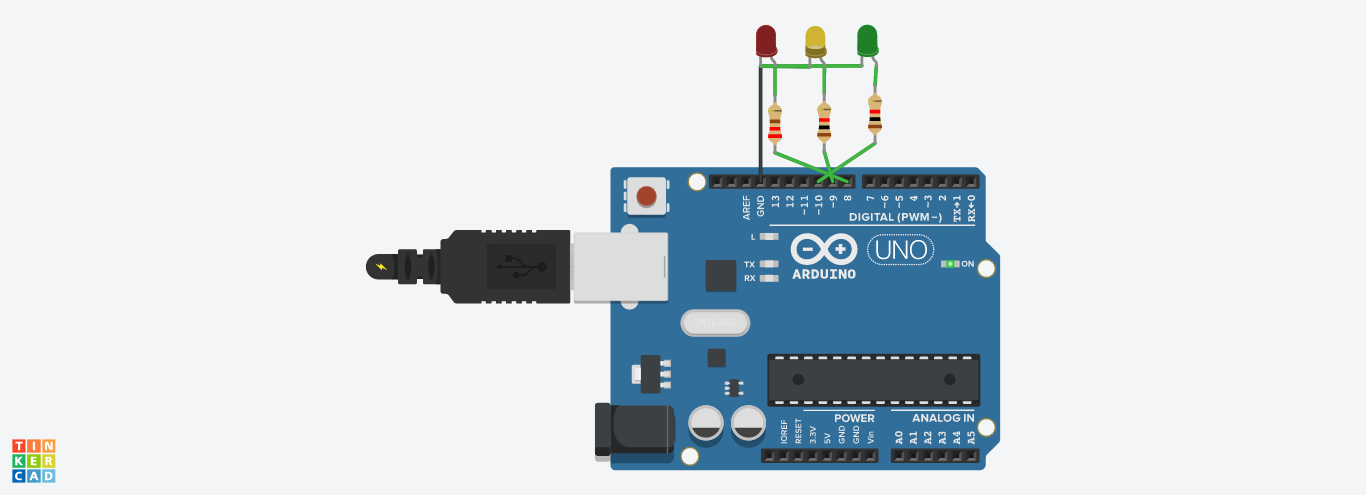 AREF
GND
13
12
~11
~10
~9
8
7
~6
~5
4
~3
2
TX→1
RX←0
DIGITAL (PWM~)
L
TX
RX
ARDUINO
UNO
ON
POWER
ANALOG IN
IOREF
RESET
3.3V
5V
GND
GND
Vin
A0
A1
A2
A3
A4
A5
TIN
KER
CAD